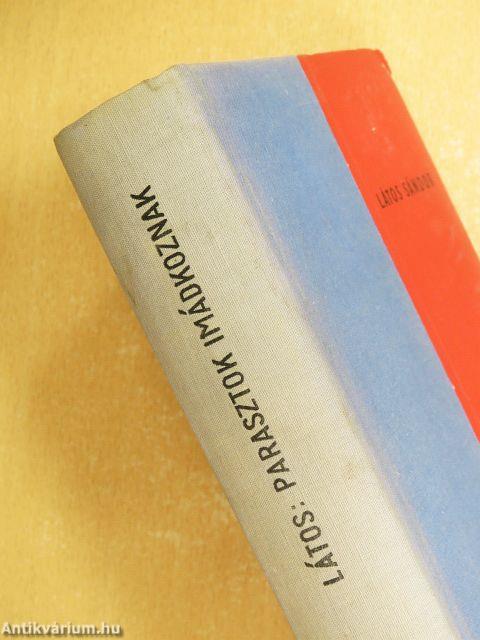 LÁTOS: PARASZTOK IMÁDKOZNAK
LÁTOS SÁNDOR
Antikvárium.hu